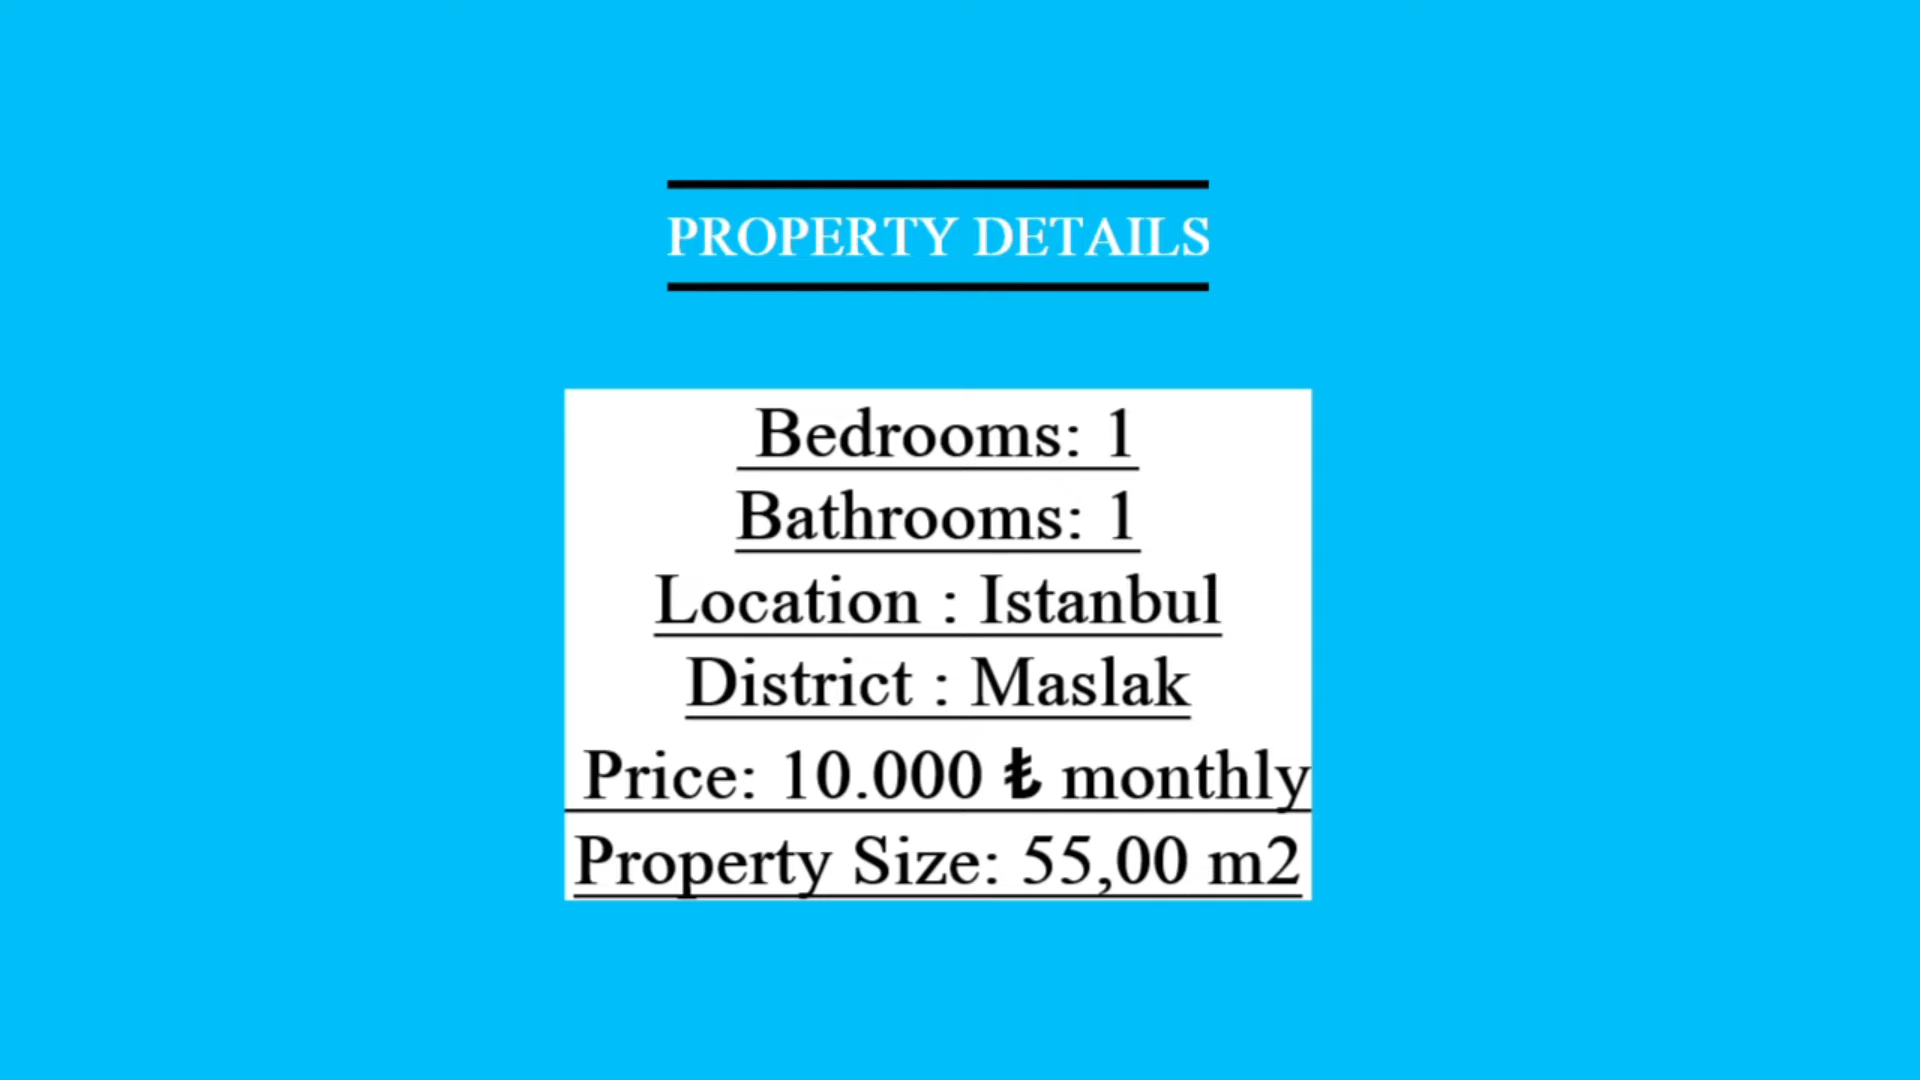 PROPERTY DETAILS
Bedrooms: 1
Bathrooms: 1
Location : Istanbul
District : Maslak
Price: 10.000 ₺ monthly
Property Size: 55,00 m2